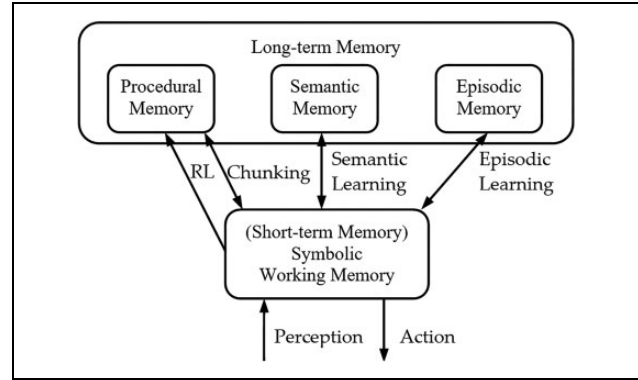 Long-term Memory
Procedural
Memory
Semantic
Memory
Episodic
Memory
RL
Chunking
Semantic
Learning
Episodic
Learning
(Short-term Memory)
Symbolic
Working Memory
Perception
Action